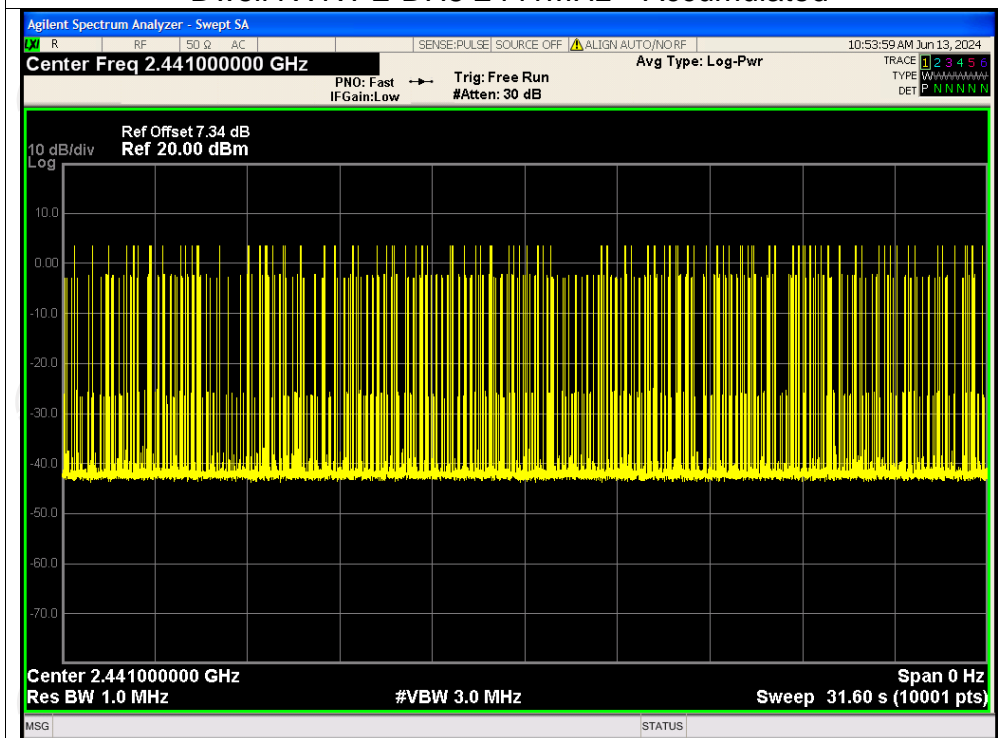 Agilent Spectrum Analyzer - Swept SA
LXI R RF 50 Ω AC SENSE:PULSE SOURCE OFF ALIGN AUTO/NO RF 10:53:59 AM Jun 13, 2024
Center Freq 2.441000000 GHz Avg Type: Log-Pwr TRACE 1 2 3 4 5 6
PNO: Fast Trig: Free Run TYPE WWWWWW
IFGain:Low #Atten: 30 dB DET P N N N N N
Ref Offset 7.34 dB
10 dB/div Ref 20.00 dBm
Log
10.0
0.00
-10.0
-20.0
-30.0
-40.0
-50.0
-60.0
-70.0
Center 2.441000000 GHz Span 0 Hz
Res BW 1.0 MHz #VBW 3.0 MHz Sweep 31.60 s (10001 pts)
MSG STATUS